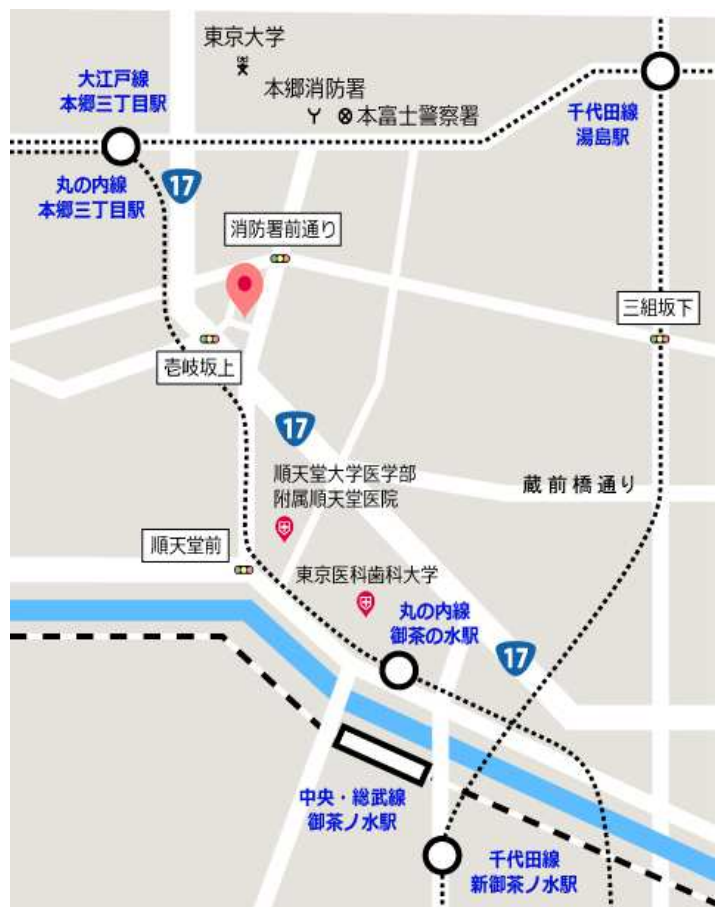 東京大学
大江戸線
本郷三丁目駅
本郷消防署
本富士警察署
千代田線
湯島駅
丸の内線
本郷三丁目駅
17
消防署前通り
三組坂下
壱岐坂上
17
順天堂大学医学部
附属順天堂医院
蔵前橋通り
順天堂前
東京医科歯科大学
丸の内線
御茶の水駅
17
中央・総武線
御茶ノ水駅
千代田線
新御茶ノ水駅